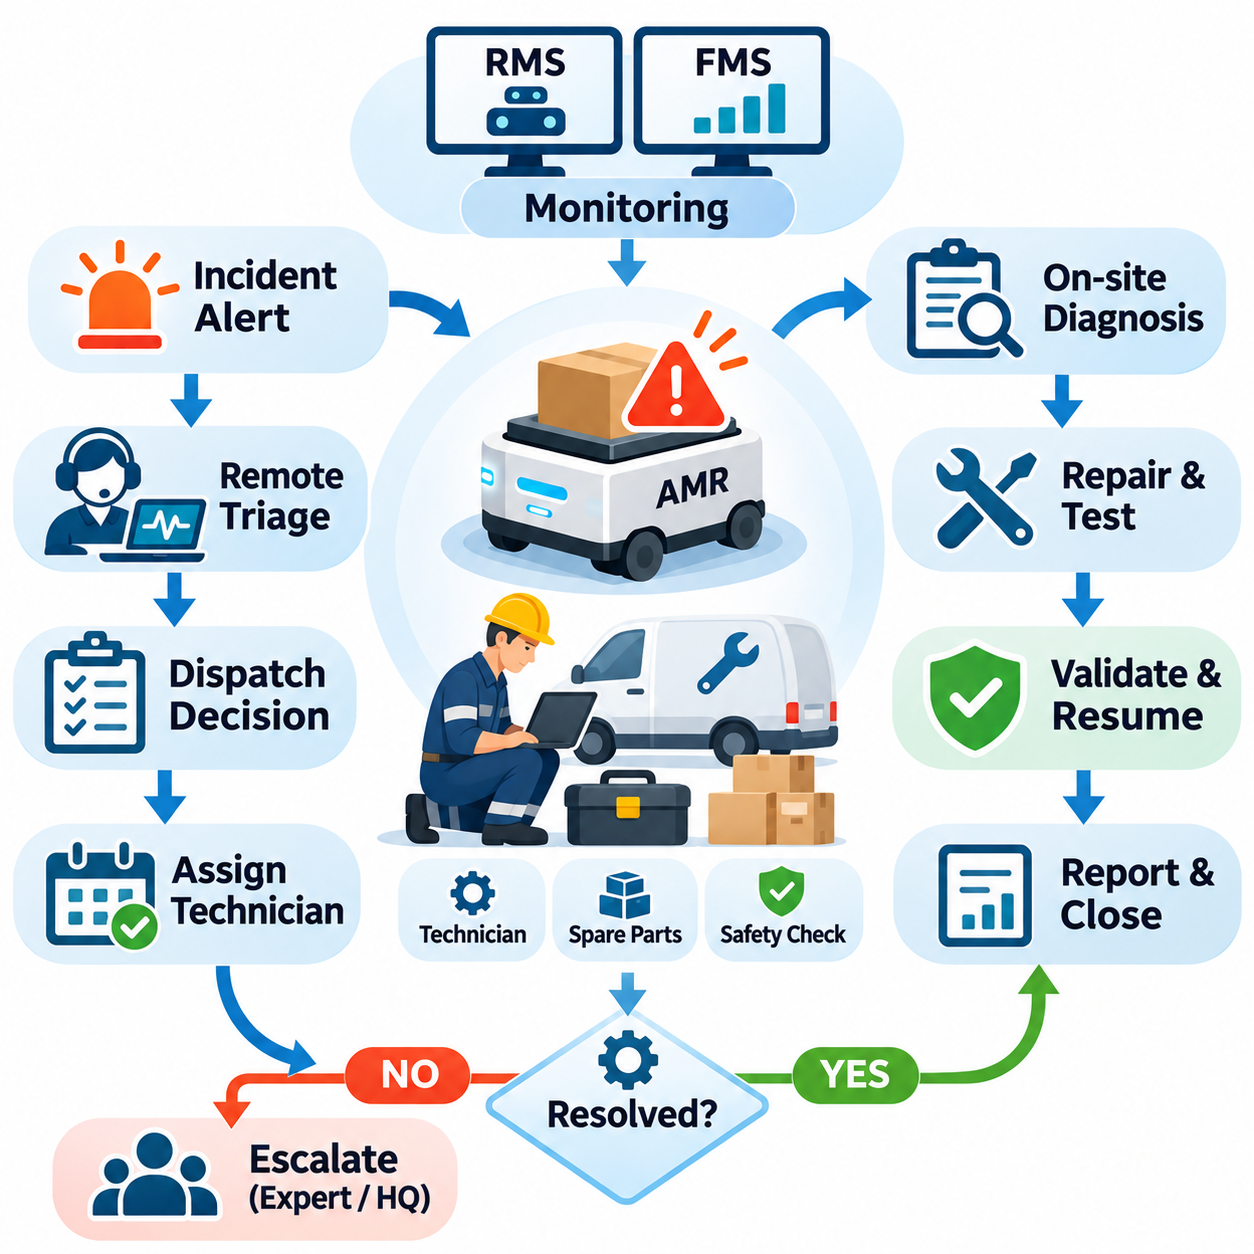 RMS
FMS
Monitoring
Incident
Alert
On-site
Diagnosis
AMR
Remote
Triage
Repair &
Test
Dispatch
Decision
Validate &
Resume
Assign
Technician
Technician
Spare Parts
Safety Check
Report &
Close
NO
Resolved?
YES
Escalate
(Expert / HQ)